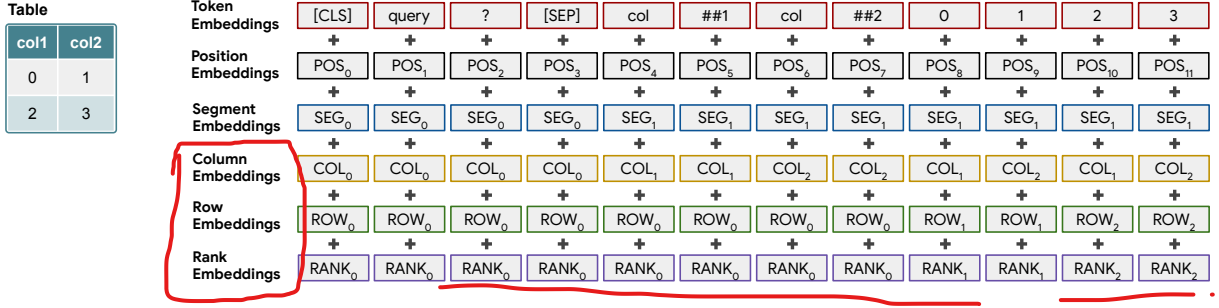 Table
col1 col2
0 1
2 3
Token Embeddings [CLS] query ? [SEP] col ##1 col ##2 0 1 2 3
+ + + + + + + + + + + +
Position Embeddings POS0 POS1 POS2 POS3 POS4 POS5 POS6 POS7 POS8 POS9 POS10 POS11
+ + + + + + + + + + + +
Segment Embeddings SEG0 SEG0 SEG0 SEG0 SEG1 SEG1 SEG1 SEG1 SEG1 SEG1 SEG1 SEG1
+ + + + + + + + + + + +
Column Embeddings COL0 COL0 COL0 COL0 COL1 COL1 COL2 COL2 COL1 COL2 COL1 COL2
+ + + + + + + + + + + +
Row Embeddings ROW0 ROW0 ROW0 ROW0 ROW0 ROW0 ROW0 ROW0 ROW1 ROW1 ROW2 ROW2
+ + + + + + + + + + + +
Rank Embeddings RANK0 RANK0 RANK0 RANK0 RANK0 RANK0 RANK0 RANK0 RANK1 RANK1 RANK2 RANK2